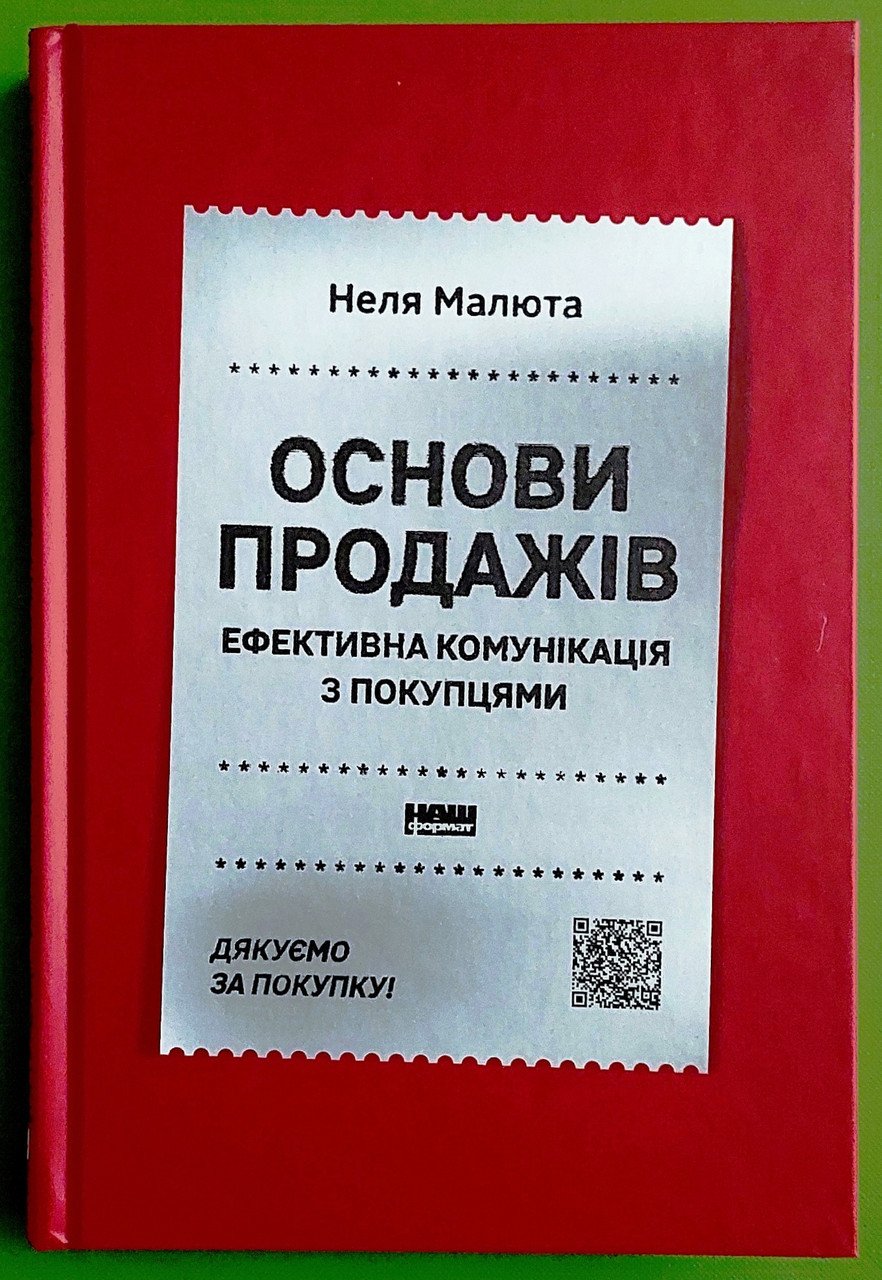 Неля Малюта
* * * * * * * * * * * * * * * * * * * * * * *
ОСНОВИ
ПРОДАЖІВ
ЕФЕКТИВНА КОМУНІКАЦІЯ
З ПОКУПЦЯМИ
* * * * * * * * * * * * * * * * * * * * * * *
НАШ
формат
* * * * * * * * * * * * * * * * * * * * * * *
ДЯКУЄМО
ЗА ПОКУПКУ!